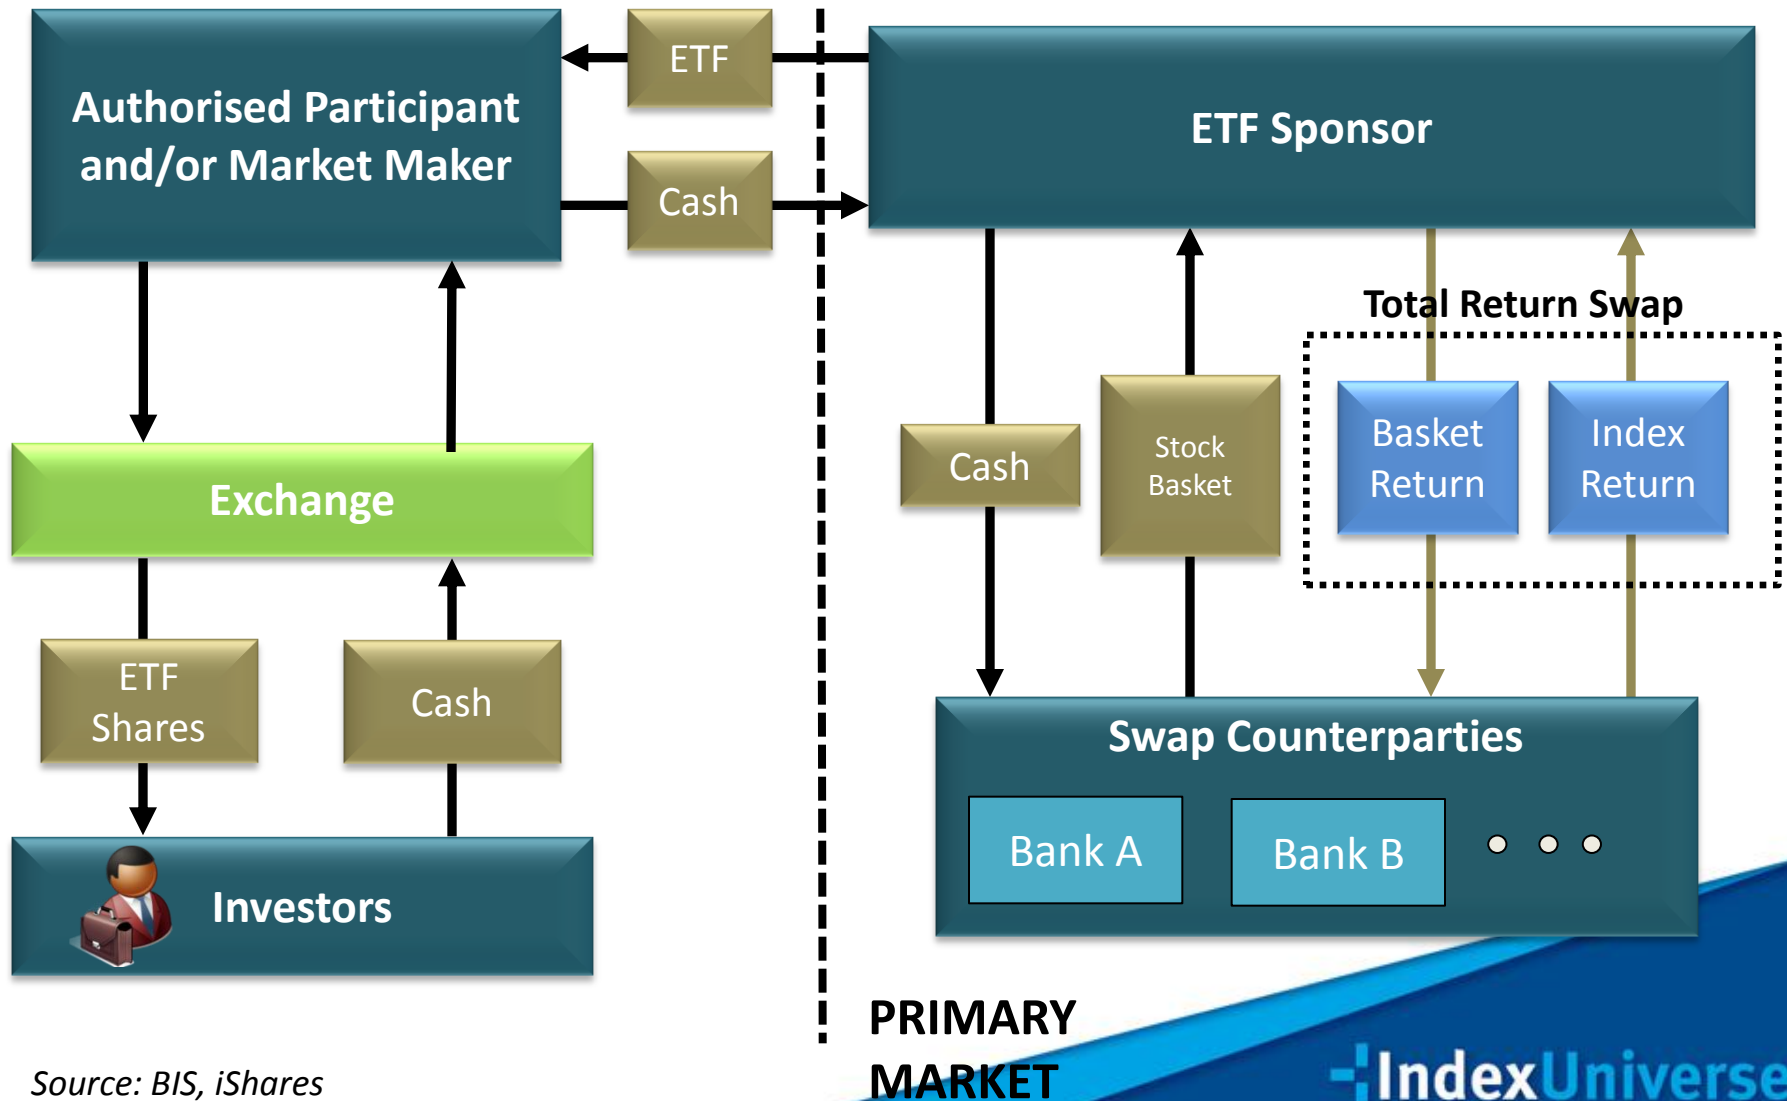 Authorised Participant
and/or Market Maker
ETF
Cash
ETF Sponsor
Exchange
ETF
Shares
Cash
Investors
Cash
Stock
Basket
Total Return Swap
Basket
Return
Index
Return
Swap Counterparties
Bank A
Bank B
PRIMARY
MARKET
Source: BIS, iShares
IndexUniverse